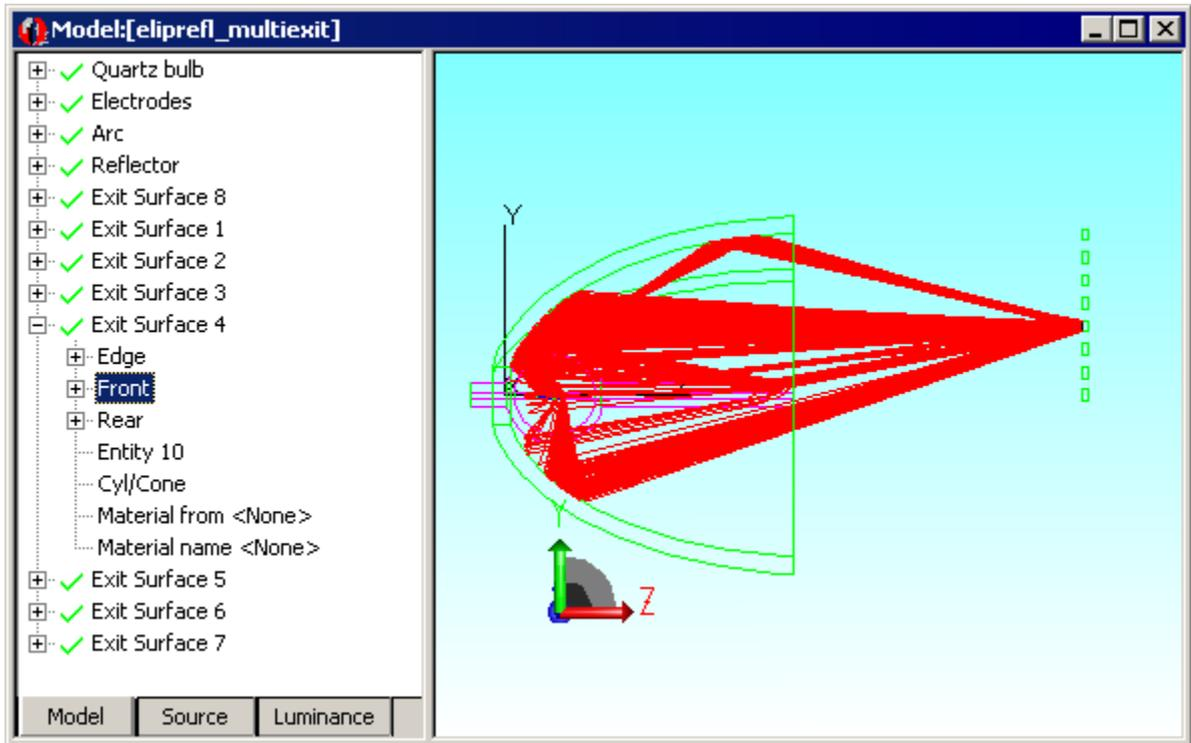 Model:[eliprefl_multiexit]
Quartz bulb
Electrodes
Arc
Reflector
Exit Surface 8
Exit Surface 1
Exit Surface 2
Exit Surface 3
Exit Surface 4
Edge
Front
Rear
Entity 10
Cyl/Cone
Material from <None>
Material name <None>
Exit Surface 5
Exit Surface 6
Exit Surface 7
Model Source Luminance
Y
Y
Z